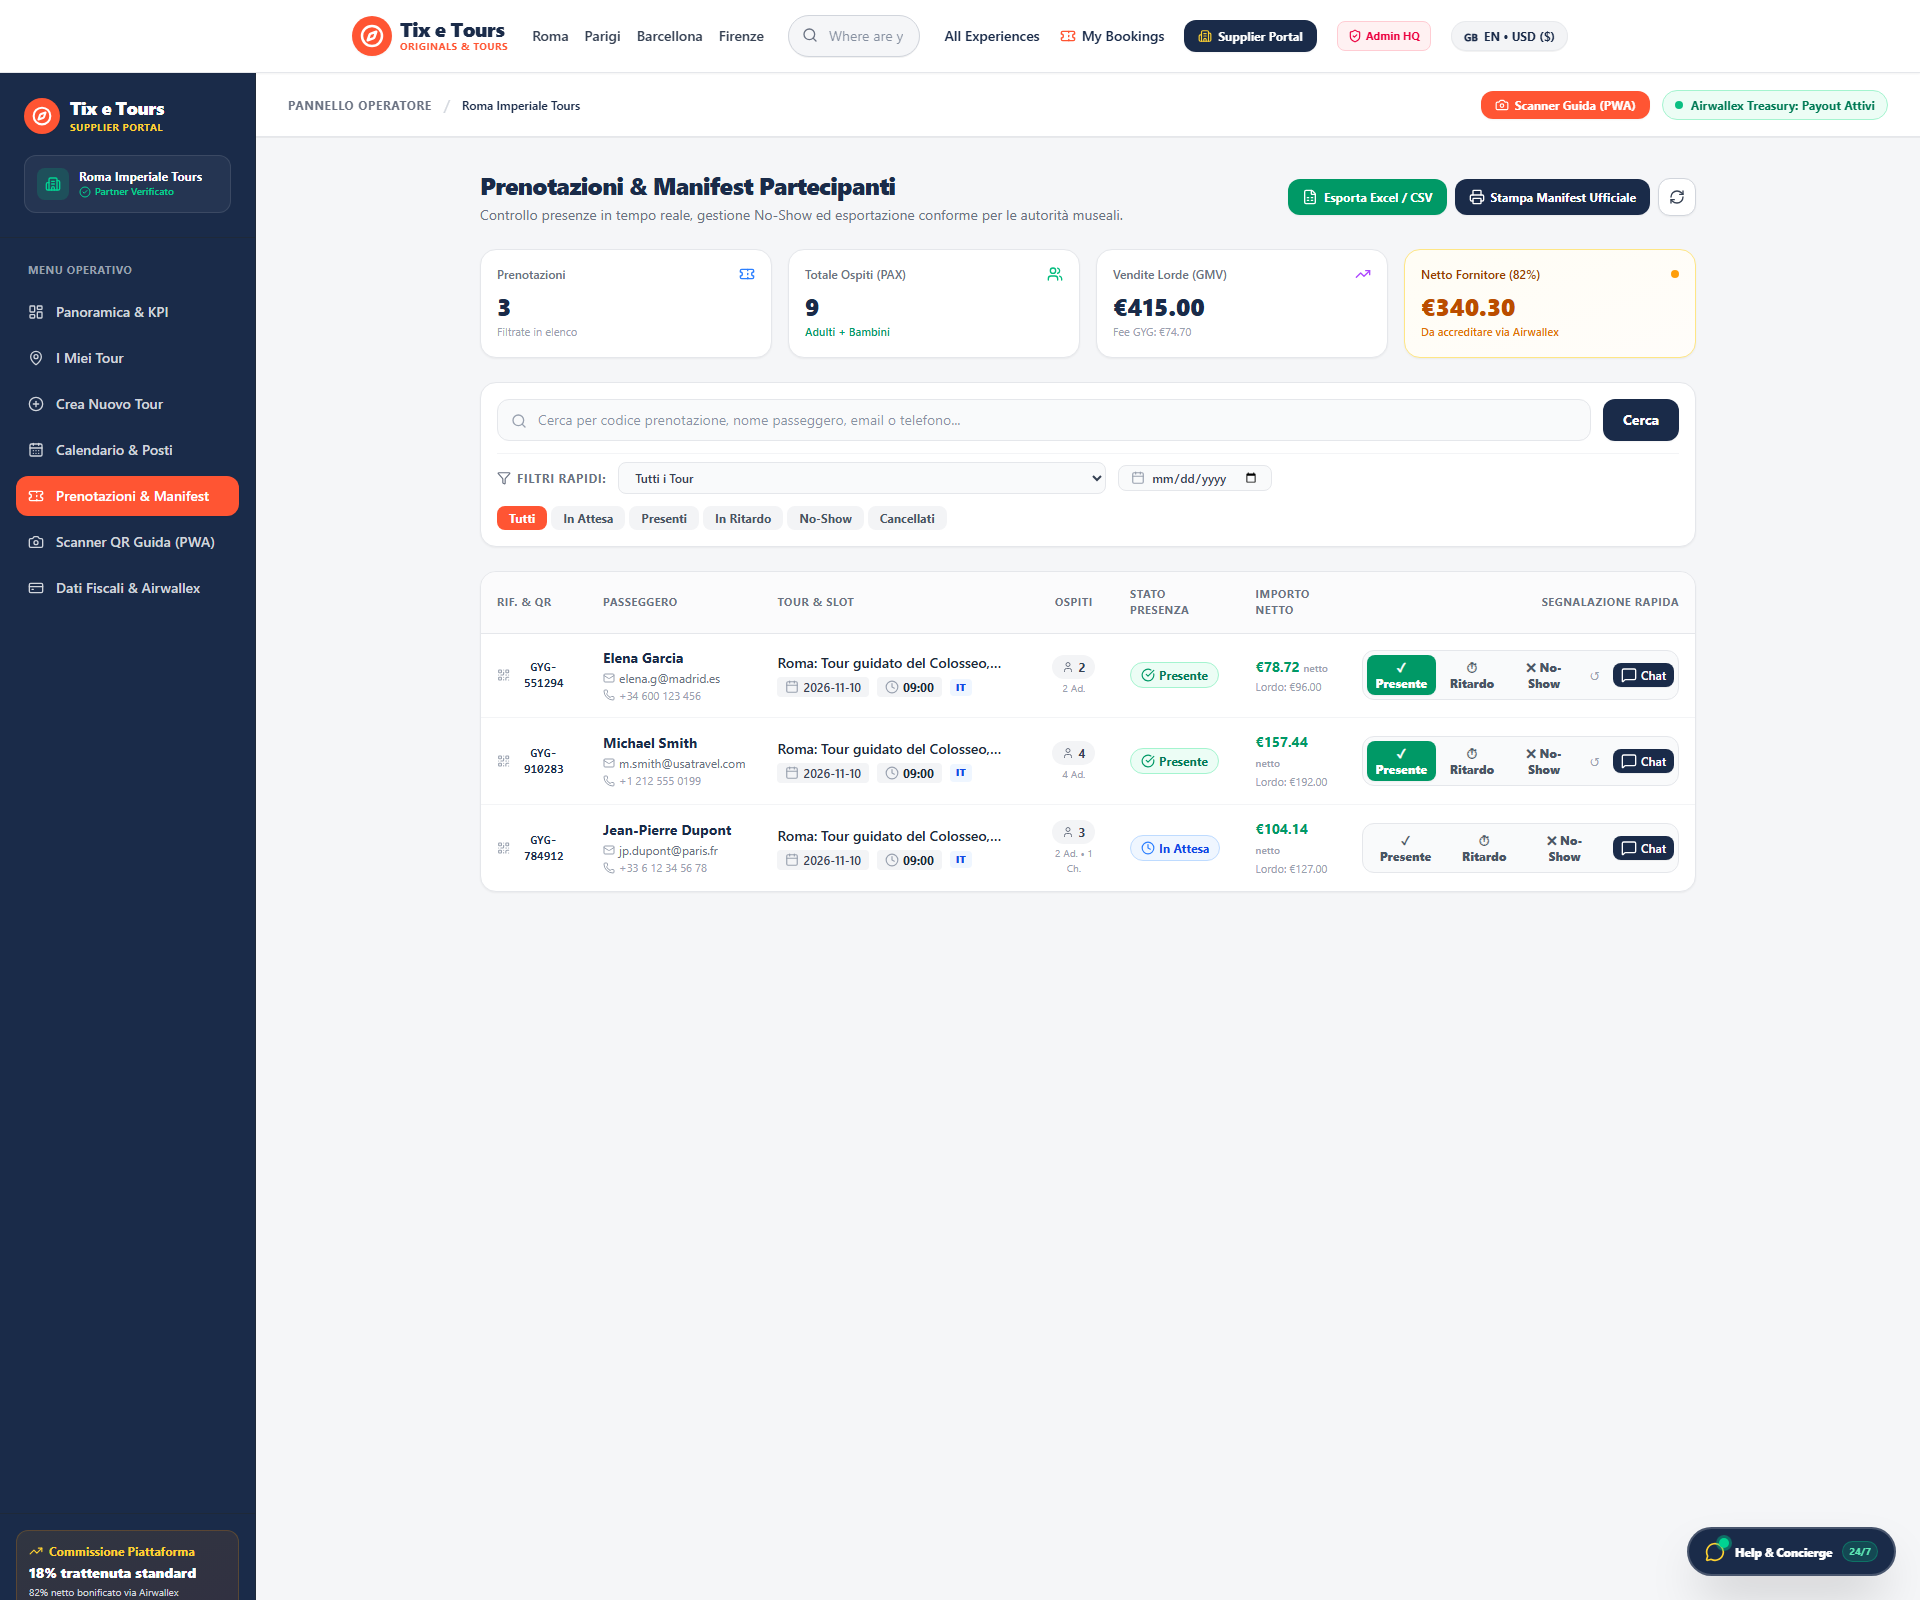 Tix e Tours
ORIGINALS & TOURS
Roma
Parigi
Barcellona
Firenze
Where are y
All Experiences
My Bookings
Supplier Portal
Admin HQ
GB EN • USD ($)
Tix e Tours
SUPPLIER PORTAL
Roma Imperiale Tours
Partner Verificato
MENU OPERATIVO
Panoramica & KPI
I Miei Tour
Crea Nuovo Tour
Calendario & Posti
Prenotazioni & Manifest
Scanner QR Guida (PWA)
Dati Fiscali & Airwallex
Commissione Piattaforma
18% trattenuta standard
82% netto bonificato via Airwallex
PANNELLO OPERATORE / Roma Imperiale Tours
Scanner Guida (PWA)
Airwallex Treasury: Payout Attivi
Prenotazioni & Manifest Partecipanti
Controllo presenze in tempo reale, gestione No-Show ed esportazione conforme per le autorità museali.
Esporta Excel / CSV
Stampa Manifest Ufficiale
Prenotazioni
3
Filtrate in elenco
Totale Ospiti (PAX)
9
Adulti + Bambini
Vendite Lorde (GMV)
€415.00
Fee GYG: €74.70
Netto Fornitore (82%)
€340.30
Da accreditare via Airwallex
Cerca per codice prenotazione, nome passeggero, email o telefono...
Cerca
FILTRI RAPIDI:
Tutti i Tour
mm/dd/yyyy
Tutti
In Attesa
Presenti
In Ritardo
No-Show
Cancellati
RIF. & QR
PASSEGGERO
TOUR & SLOT
OSPITI
STATO
PRESENZA
IMPORTO
NETTO
SEGNALAZIONE RAPIDA
GYG-
551294
Elena Garcia
elena.g@madrid.es
+34 600 123 456
Roma: Tour guidato del Colosseo,...
2026-11-10
09:00
IT
2
2 Ad.
Presente
€78.72 netto
Lordo: €96.00
✓
Presente
⏱
Ritardo
✕ No-
Show
↺
Chat
GYG-
910283
Michael Smith
m.smith@usatravel.com
+1 212 555 0199
Roma: Tour guidato del Colosseo,...
2026-11-10
09:00
IT
4
4 Ad.
Presente
€157.44
netto
Lordo: €192.00
✓
Presente
⏱
Ritardo
✕ No-
Show
↺
Chat
GYG-
784912
Jean-Pierre Dupont
jp.dupont@paris.fr
+33 6 12 34 56 78
Roma: Tour guidato del Colosseo,...
2026-11-10
09:00
IT
3
2 Ad. • 1
Ch.
In Attesa
€104.14
netto
Lordo: €127.00
✓
Presente
⏱
Ritardo
✕ No-
Show
Chat
Help & Concierge
24/7